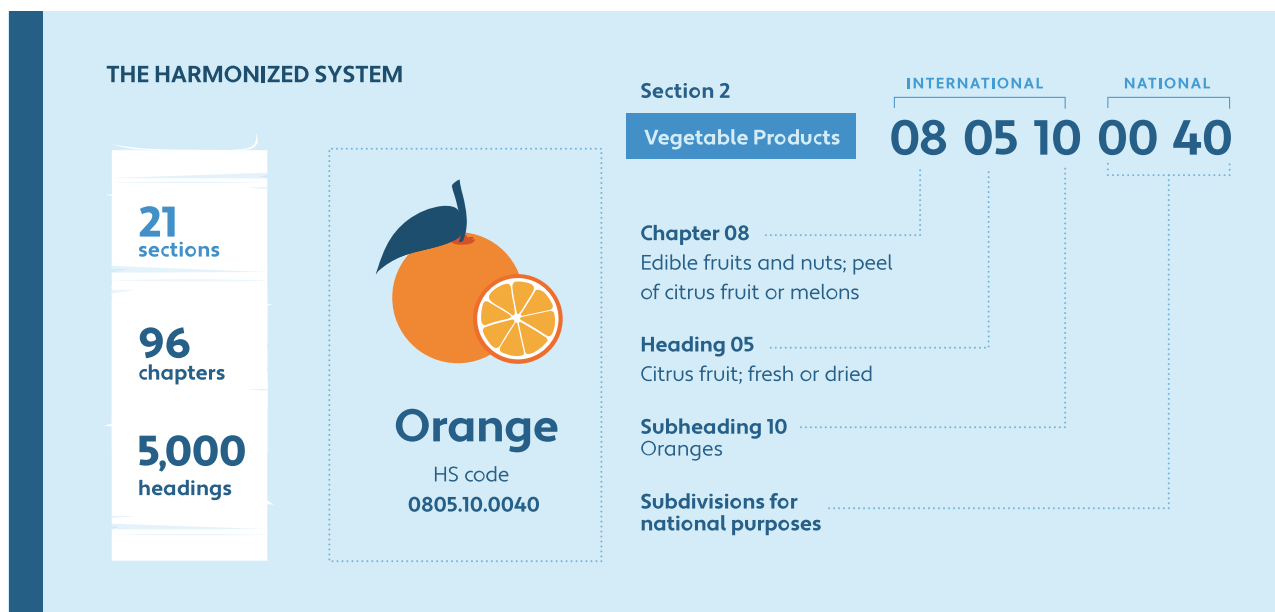 THE HARMONIZED SYSTEM
21
sections
96
chapters
5,000
headings
Orange
HS code
0805.10.0040
Section 2
Vegetable Products
INTERNATIONAL
NATIONAL
08 05 10 00 40
Chapter 08
Edible fruits and nuts; peel
of citrus fruit or melons
Heading 05
Citrus fruit; fresh or dried
Subheading 10
Oranges
Subdivisions for
national purposes